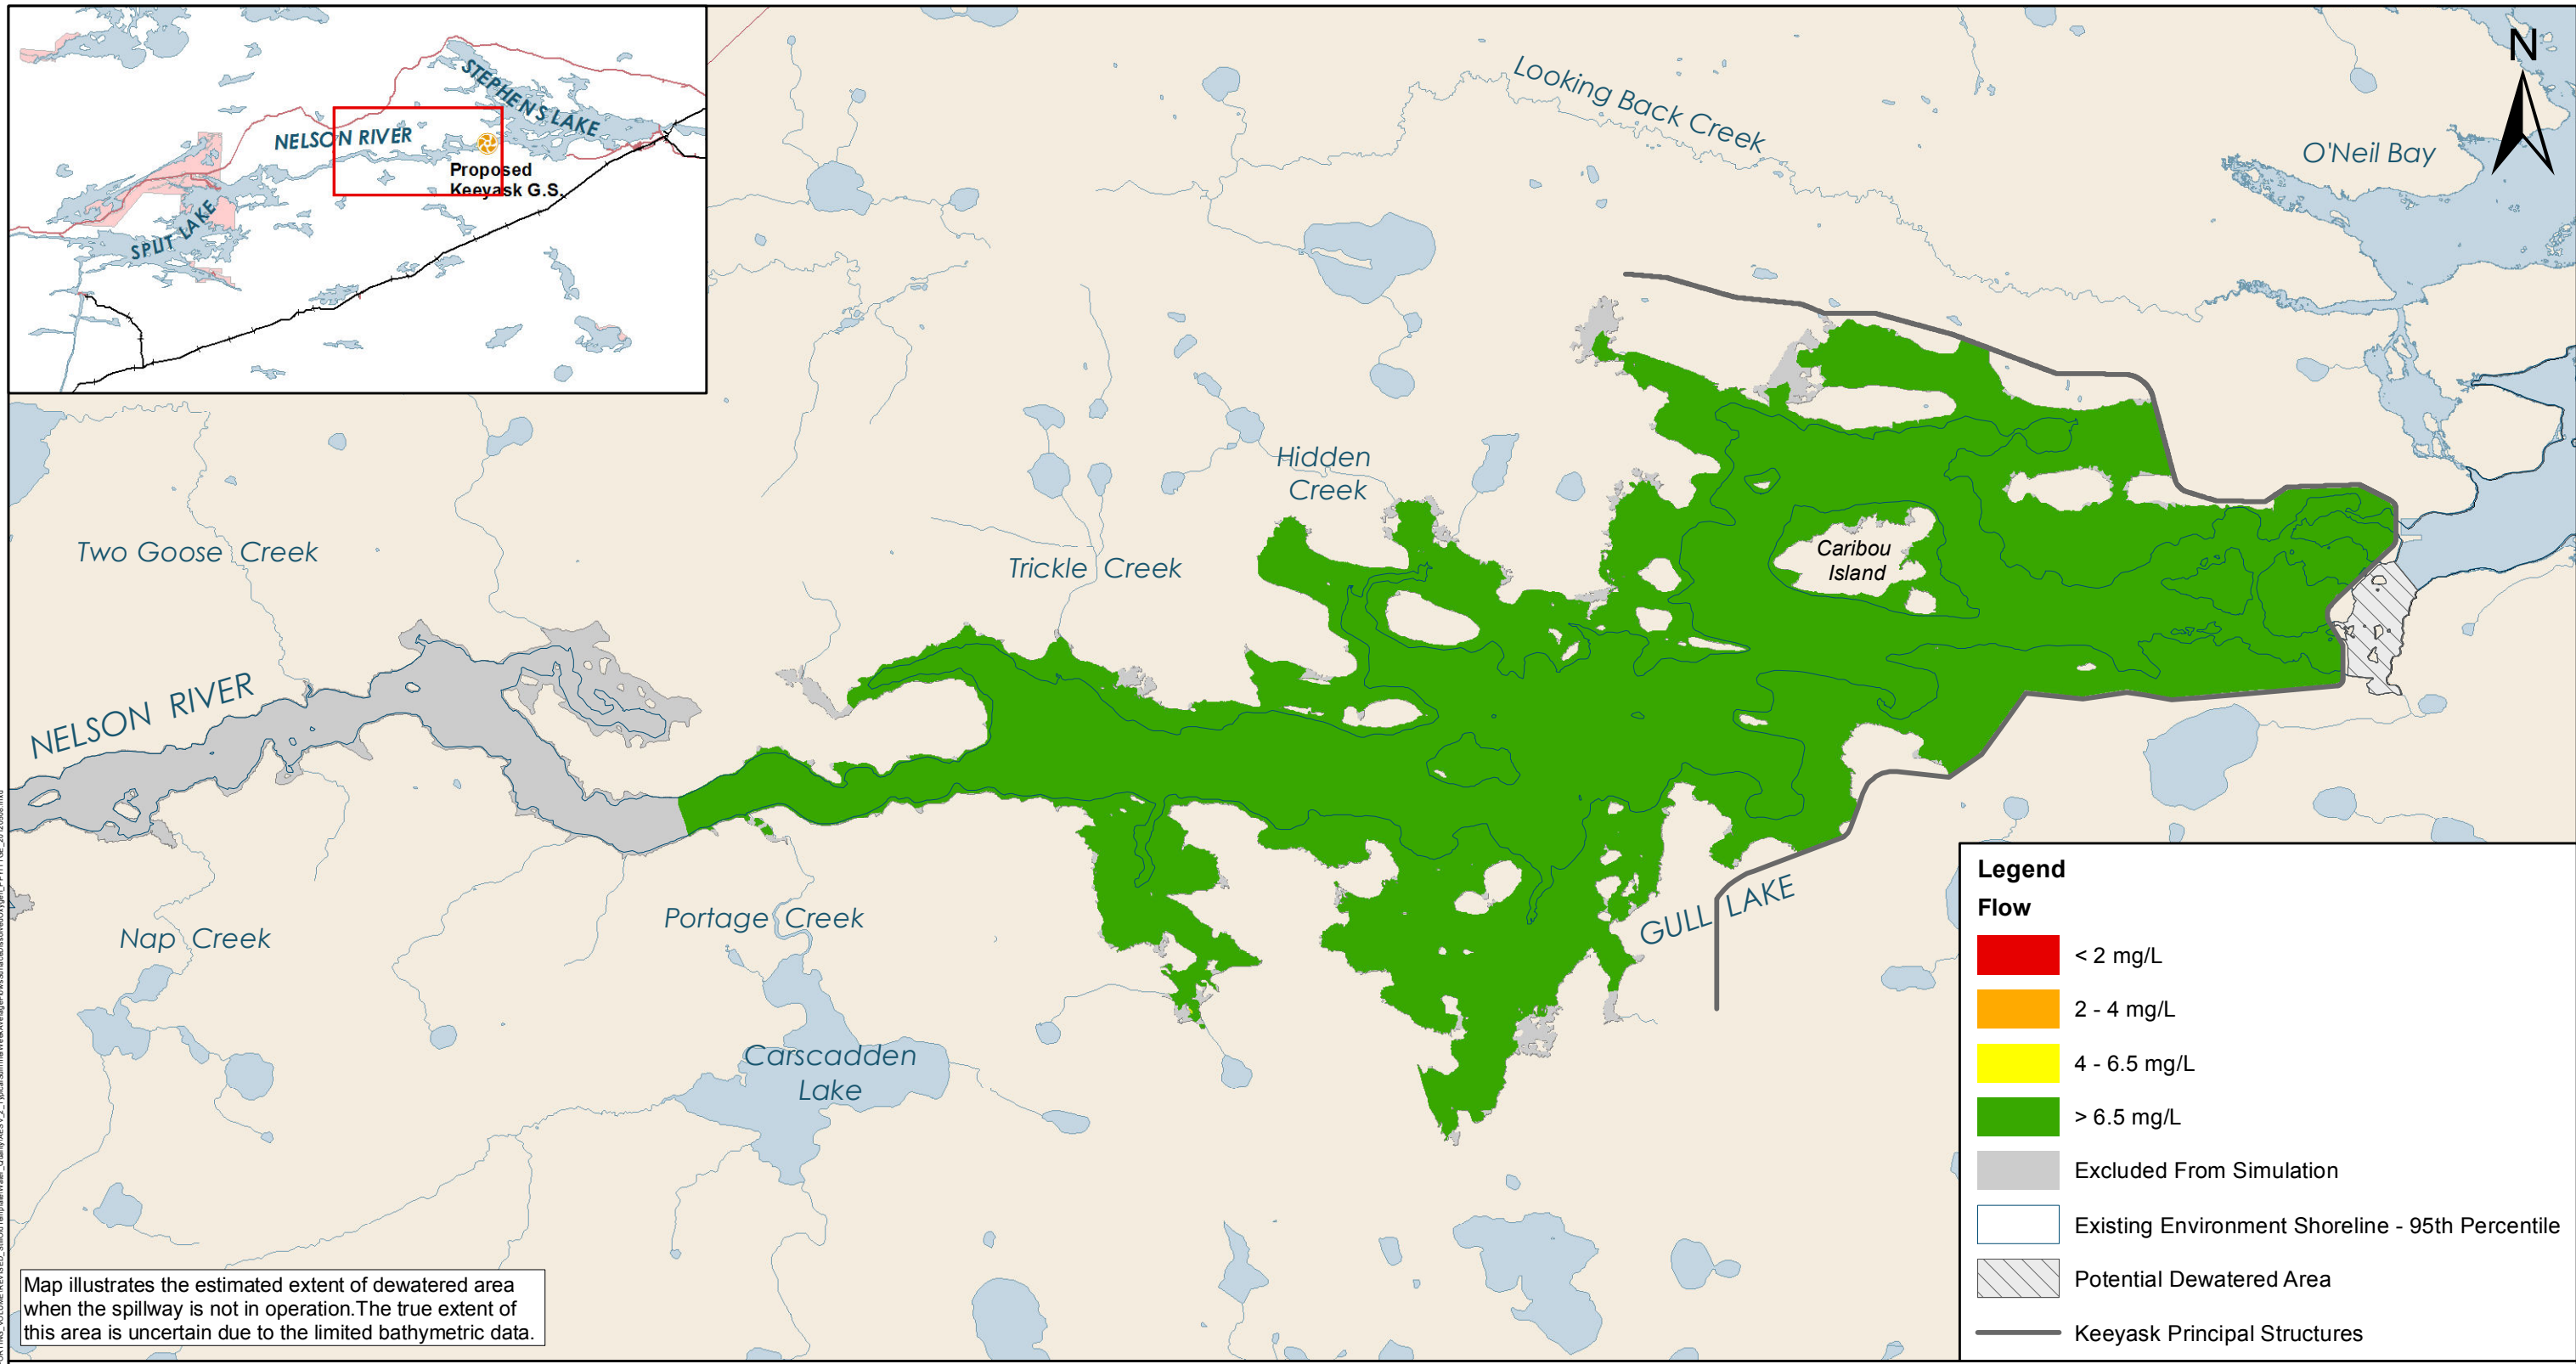 STEPHENS LAKE
NELSON RIVER
Proposed
Keeyask G.S.
SPLIT LAKE
N
Looking Back Creek
O'Neil Bay
Hidden
Creek
Two Goose Creek
Trickle Creek
Caribou
Island
NELSON RIVER
Portage Creek
Nap Creek
GULL LAKE
Carscadden
Lake
Legend
Flow
< 2 mg/L
2 - 4 mg/L
4 - 6.5 mg/L
> 6.5 mg/L
Excluded From Simulation
Existing Environment Shoreline - 95th Percentile
Potential Dewatered Area
Keeyask Principal Structures
Map illustrates the estimated extent of dewatered area
when the spillway is not in operation.The true extent of
this area is uncertain due to the limited bathymetric data.